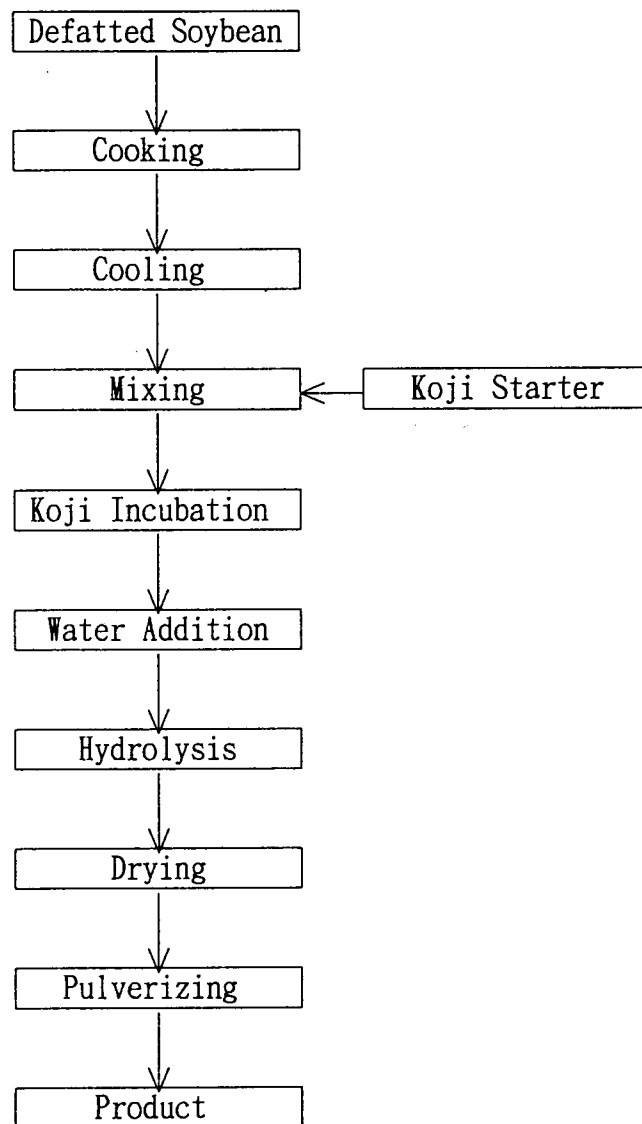 Defatted Soybean
Cooking
Cooling
Mixing
Koji Starter
Koji Incubation
Water Addition
Hydrolysis
Drying
Pulverizing
Product